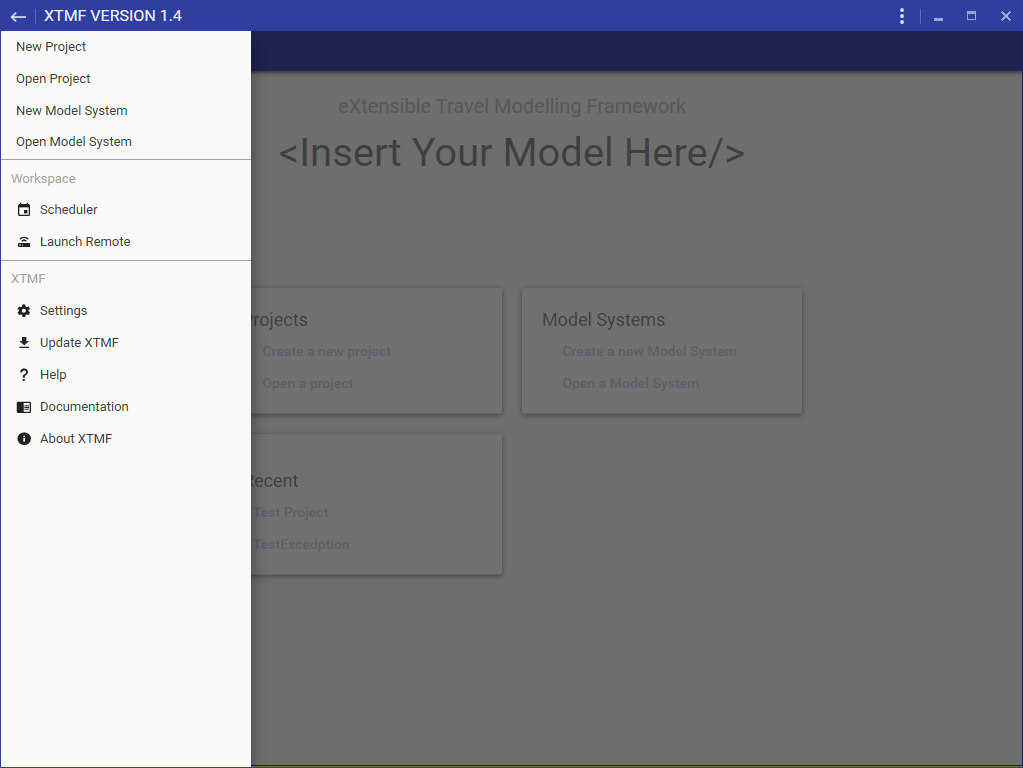 XTMF VERSION 1.4
New Project
Open Project
New Model System
Open Model System
Workspace
Scheduler
Launch Remote
XTMF
Settings
Update XTMF
Help
Documentation
About XTMF
eXtensible Travel Modelling Framework
<Insert Your Model Here/>
Projects
Create a new project
Open a project
Model Systems
Create a new Model System
Open a Model System
Recent
Test Project
TestExcedption